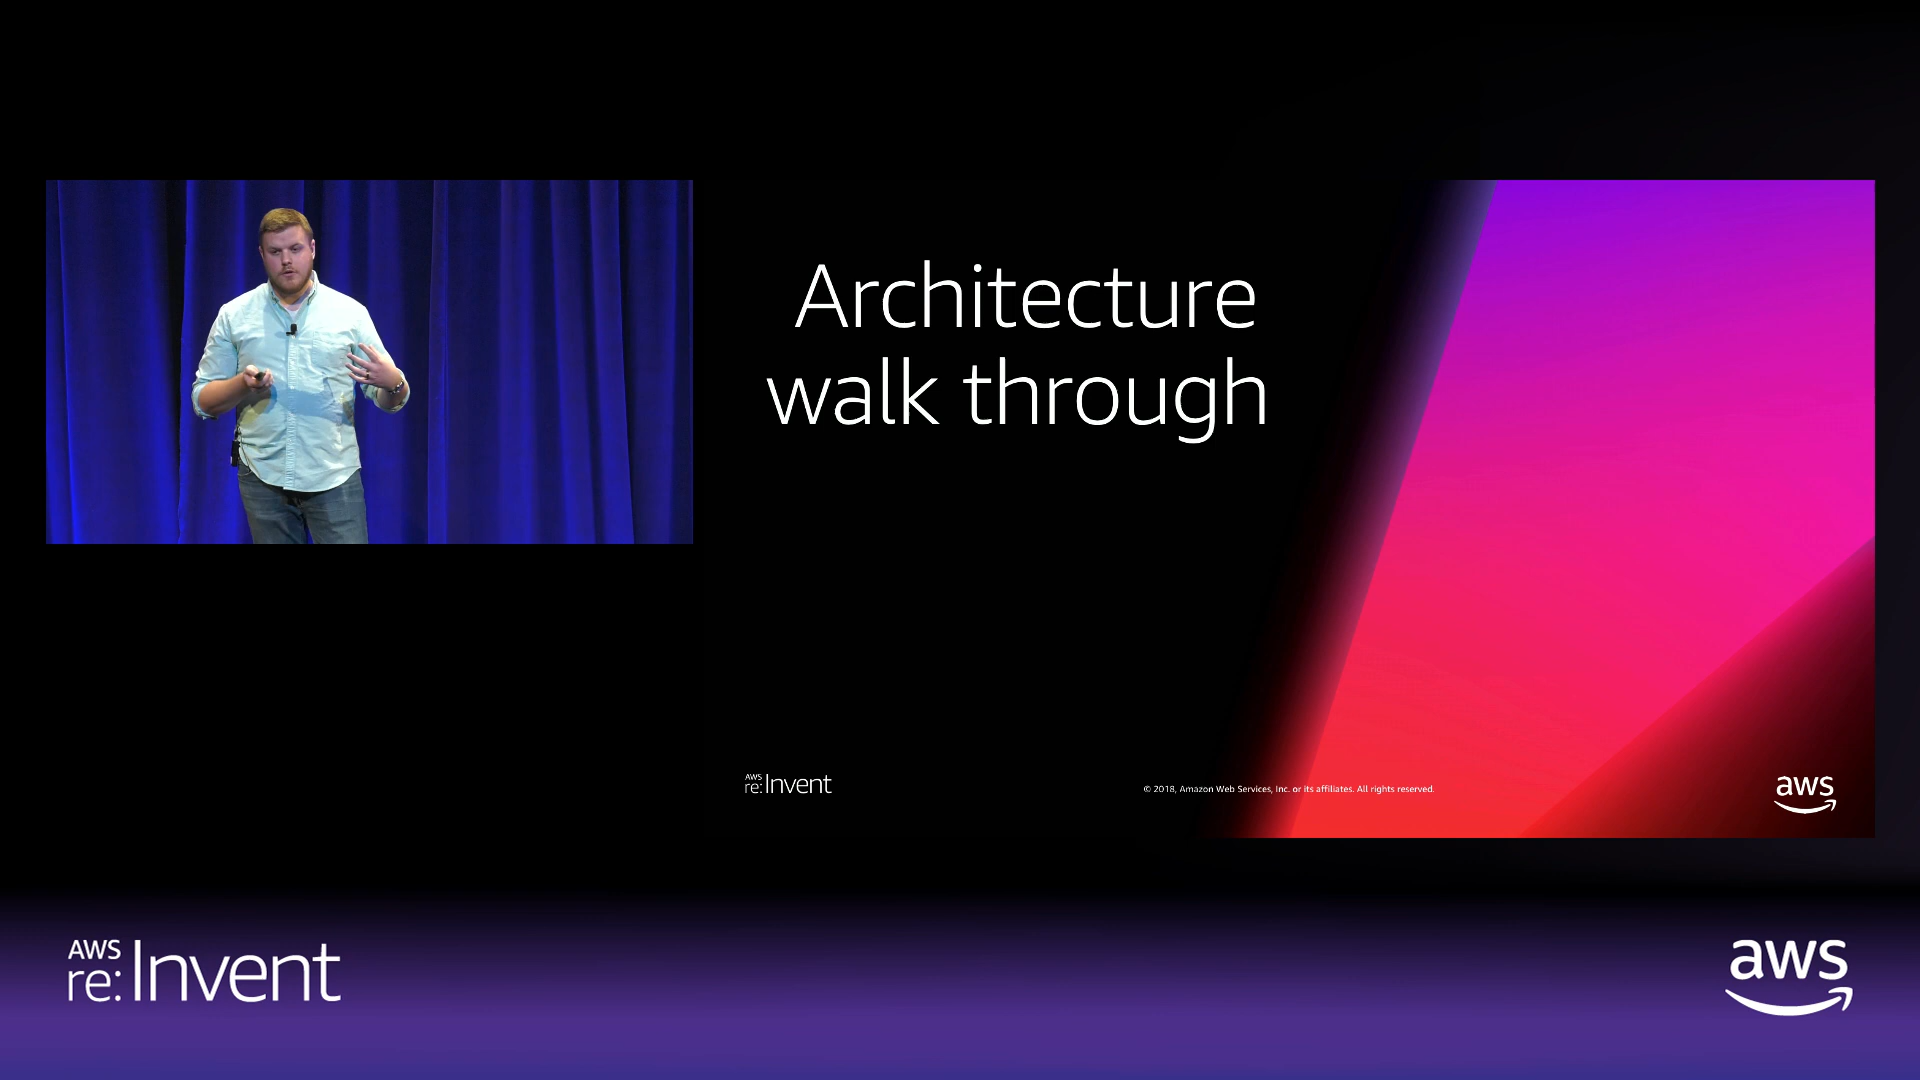 Architecture
walk through
AWS
re:Invent
© 2018, Amazon Web Services, Inc. or its affiliates. All rights reserved.
aws
AWS
re:Invent
aws